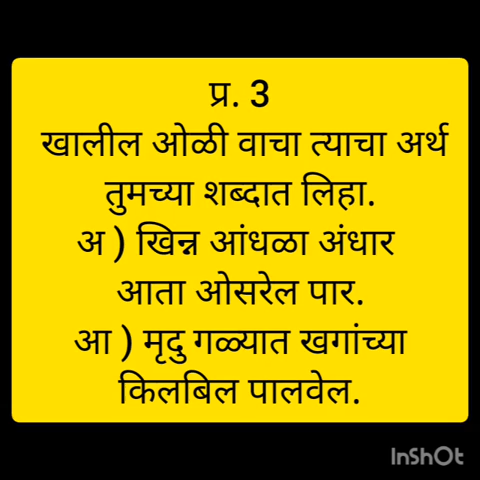 प्र. 3
खालील ओळी वाचा त्याचा अर्थ
तुमच्या शब्दात लिहा.
अ ) खिन्न आंधळा अंधार
आता ओसरेल पार.
आ ) मृदु गळ्यात खगांच्या
किलबिल पालवेल.
InShOt